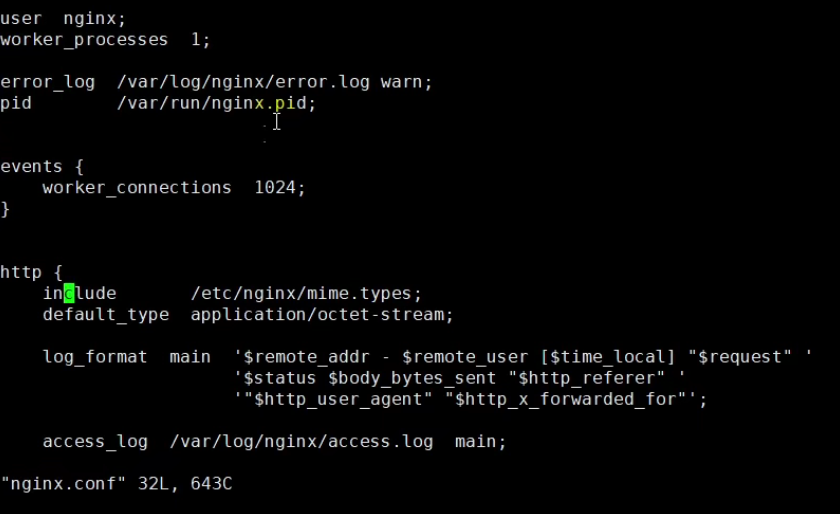 user  nginx;
worker_processes  1;
error_log  /var/log/nginx/error.log warn;
pid        /var/run/nginx.pid;
events {
    worker_connections  1024;
}
http {
    include       /etc/nginx/mime.types;
    default_type  application/octet-stream;
    log_format  main  '$remote_addr - $remote_user [$time_local] "$request" '
                      '$status $body_bytes_sent "$http_referer" '
                      '"$http_user_agent" "$http_x_forwarded_for"';
    access_log  /var/log/nginx/access.log  main;
"nginx.conf" 32L, 643C